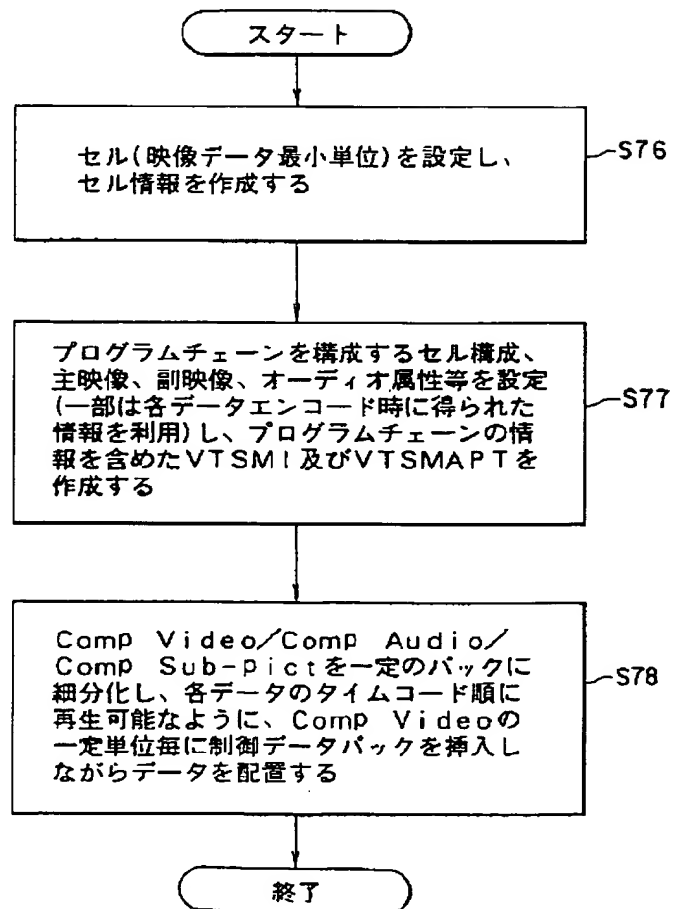 スタート
セル(映像データ最小単位)を設定し、
セル情報を作成する
S76
プログラムチェーンを構成するセル構成、
主映像、副映像、オーディオ属性等を設定
(一部は各データエンコード時に得られた
情報を利用)し、プログラムチェーンの情
報を含めたVTSMI及びVTSMAPTを
作成する
S77
Comp Video/Comp Audio/
Comp Sub-pictを一定のパックに
細分化し、各データのタイムコード順に
再生可能なように、Comp Videoの
一定単位毎に制御データパックを挿入し
ながらデータを配置する
S78
終了